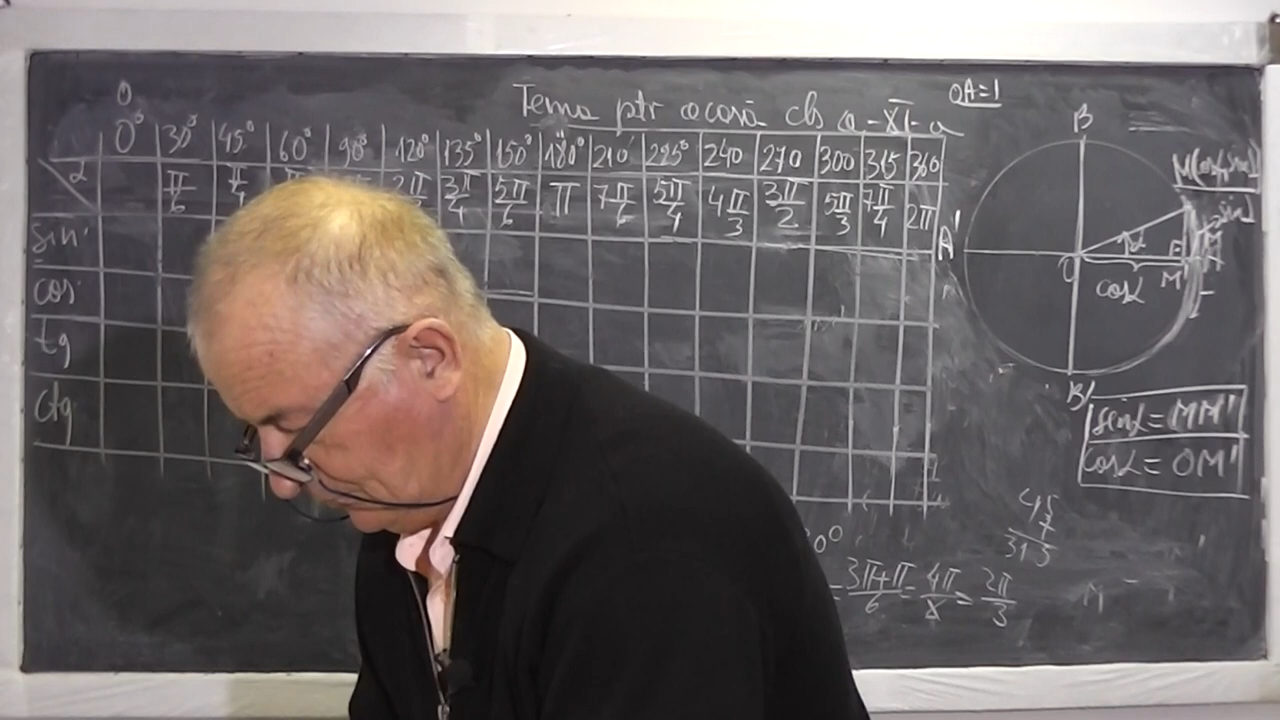 Tema ptr acasă cls a-XI-a
OA=1
0
0° 30° 45° 60° 90° 120° 135° 150° 180° 210° 225° 240 270 300 315 360
α π/6 π/4 3π/4 5π/6 π 7π/6 5π/4 4π/3 3π/2 5π/3 7π/4 2π
sin
cos
tg
ctg
B
M(cosα, sinα)
sinα
A'
α
O
cosα
M'
B'
sinα = MM'
cosα = OM'
45
7
315
3π+π/6 = 4π/6 = 2π/3